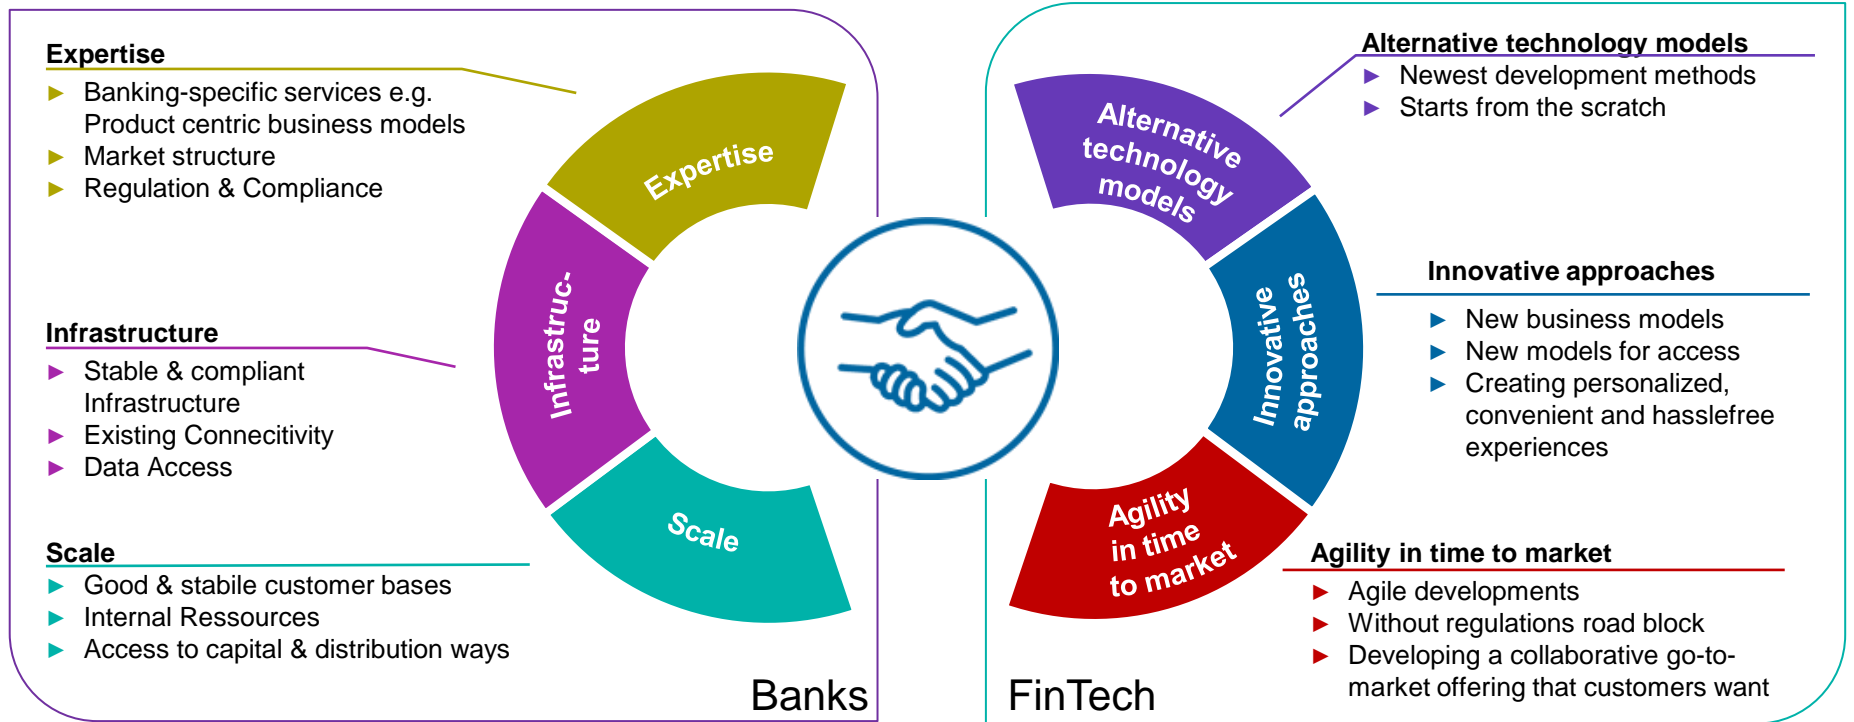 Expertise
► Banking-specific services e.g.
Product centric business models
► Market structure
► Regulation & Compliance
Infrastructure
► Stable & compliant
Infrastructure
► Existing Connecitivity
► Data Access
Scale
► Good & stabile customer bases
► Internal Ressources
► Access to capital & distribution ways
Expertise
Infrastruc-
ture
Scale
Banks
Alternative
technology
models
Innovative
approaches
Agility
in time
to market
FinTech
Alternative technology models
► Newest development methods
► Starts from the scratch
Innovative approaches
► New business models
► New models for access
► Creating personalized,
convenient and hasslefree
experiences
Agility in time to market
► Agile developments
► Without regulations road block
► Developing a collaborative go-to-
market offering that customers want